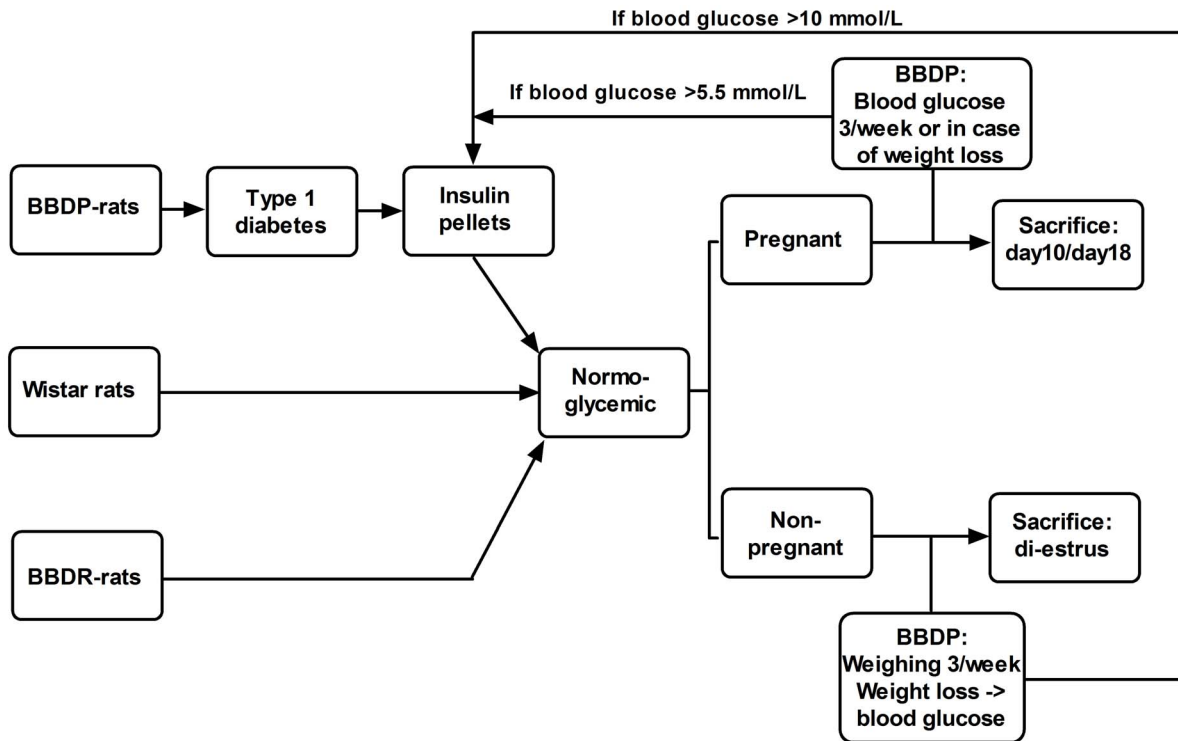 If blood glucose >10 mmol/L
BBDP:
Blood glucose
3/week or in case
of weight loss
If blood glucose >5.5 mmol/L
BBDP-rats
Type 1
diabetes
Insulin
pellets
Pregnant
Sacrifice:
day10/day18
Wistar rats
Normo-
glycemic
BBDR-rats
Non-
pregnant
Sacrifice:
di-estrus
BBDP:
Weighing 3/week
Weight loss ->
blood glucose